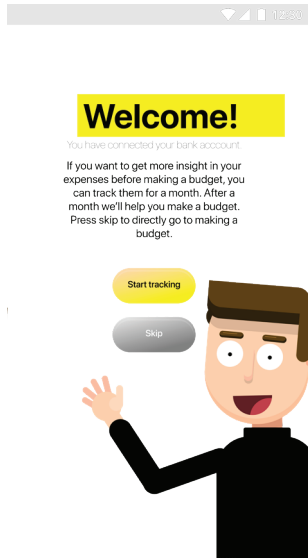 12:30
Welcome!
You have connected your bank acccount.
If you want to get more insight in your
expenses before making a budget, you
can track them for a month. After a
month we'll help you make a budget.
Press skip to directly go to making a
budget.
Start tracking
Skip